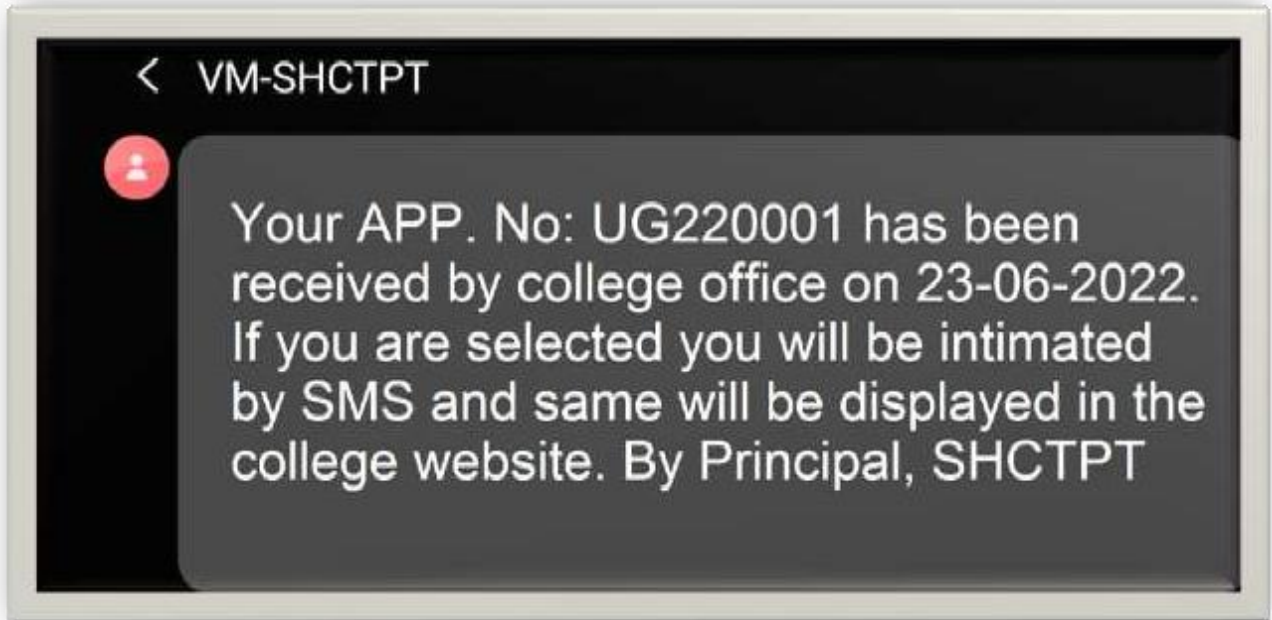 VM-SHCTPT
Your APP. No: UG220001 has been
received by college office on 23-06-2022.
If you are selected you will be intimated
by SMS and same will be displayed in the
college website. By Principal, SHCTPT